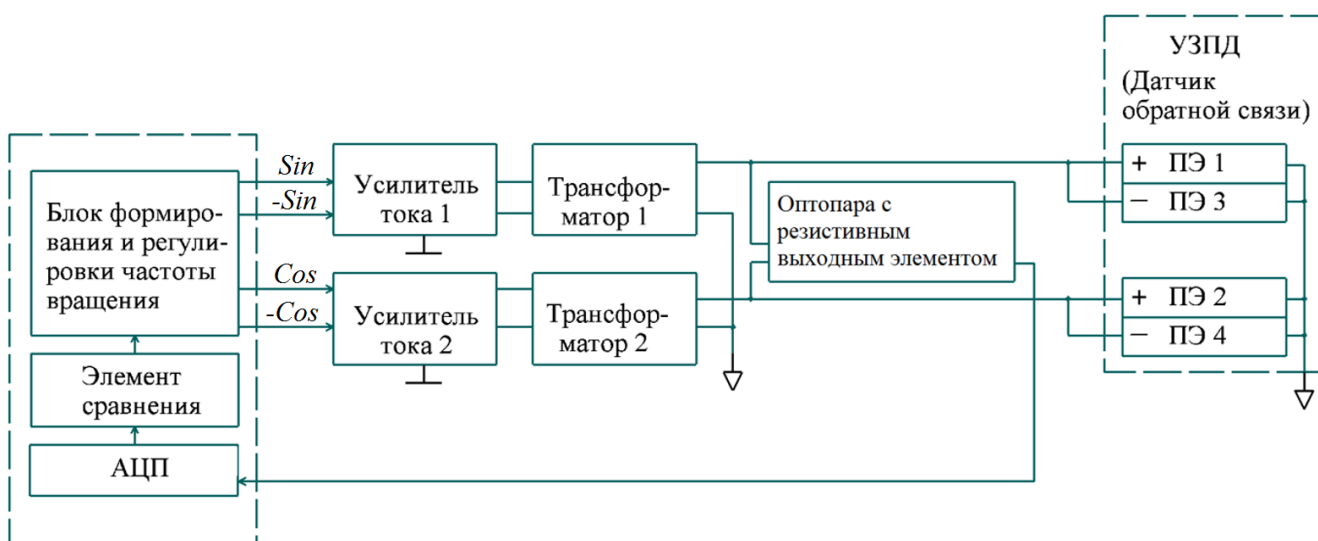 УЗПД
(Датчик
обратной связи)
Блок формиро-
вания и регули-
ровки частоты
вращения
Sin
-Sin
Cos
-Cos
Усилитель
тока 1
Трансфор-
матор 1
Усилитель
тока 2
Трансфор-
матор 2
Оптопара с
резистивным
выходным элементом
+ ПЭ 1
− ПЭ 3
+ ПЭ 2
− ПЭ 4
Элемент
сравнения
АЦП